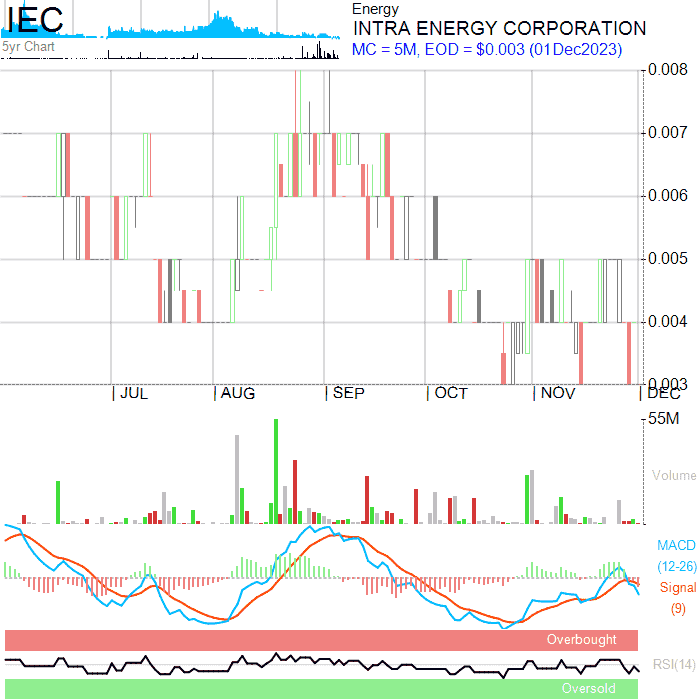 IEC
5yr Chart
Energy
INTRA ENERGY CORPORATION
MC = 5M, EOD = $0.003 (01Dec2023)
0.008
0.007
0.006
0.005
0.004
0.003
JUL AUG SEP OCT NOV DEC
55M
Volume
MACD
(12-26)
Signal
(9)
Overbought
RSI(14)
Oversold